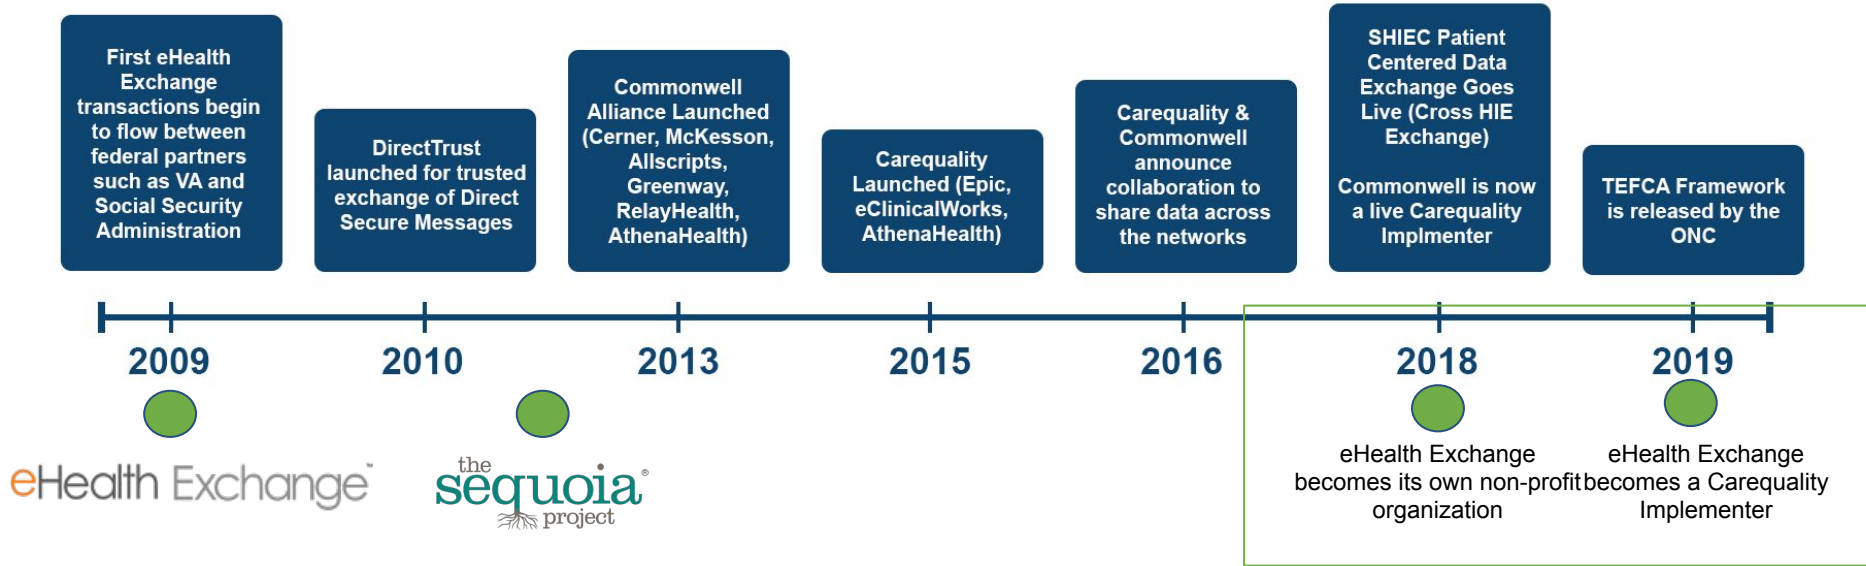 First eHealth
Exchange
transactions begin
to flow between
federal partners
such as VA and
Social Security
Administration
DirectTrust
launched for trusted
exchange of Direct
Secure Messages
Commonwell
Alliance Launched
(Cerner, McKesson,
Allscripts,
Greenway,
RelayHealth,
AthenaHealth)
Carequality
Launched (Epic,
eClinicalWorks,
AthenaHealth)
Carequality &
Commonwell
announce
collaboration to
share data across
the networks
SHIEC Patient
Centered Data
Exchange Goes
Live (Cross HIE
Exchange)
Commonwell is now
a live Carequality
Implmenter
TEFCA Framework
is released by the
ONC
2009
2010
2013
2015
2016
2018
2019
eHealth Exchange™
the
sequoia®
project
eHealth Exchange
becomes its own non-profit
organization
eHealth Exchange
becomes a Carequality
Implementer